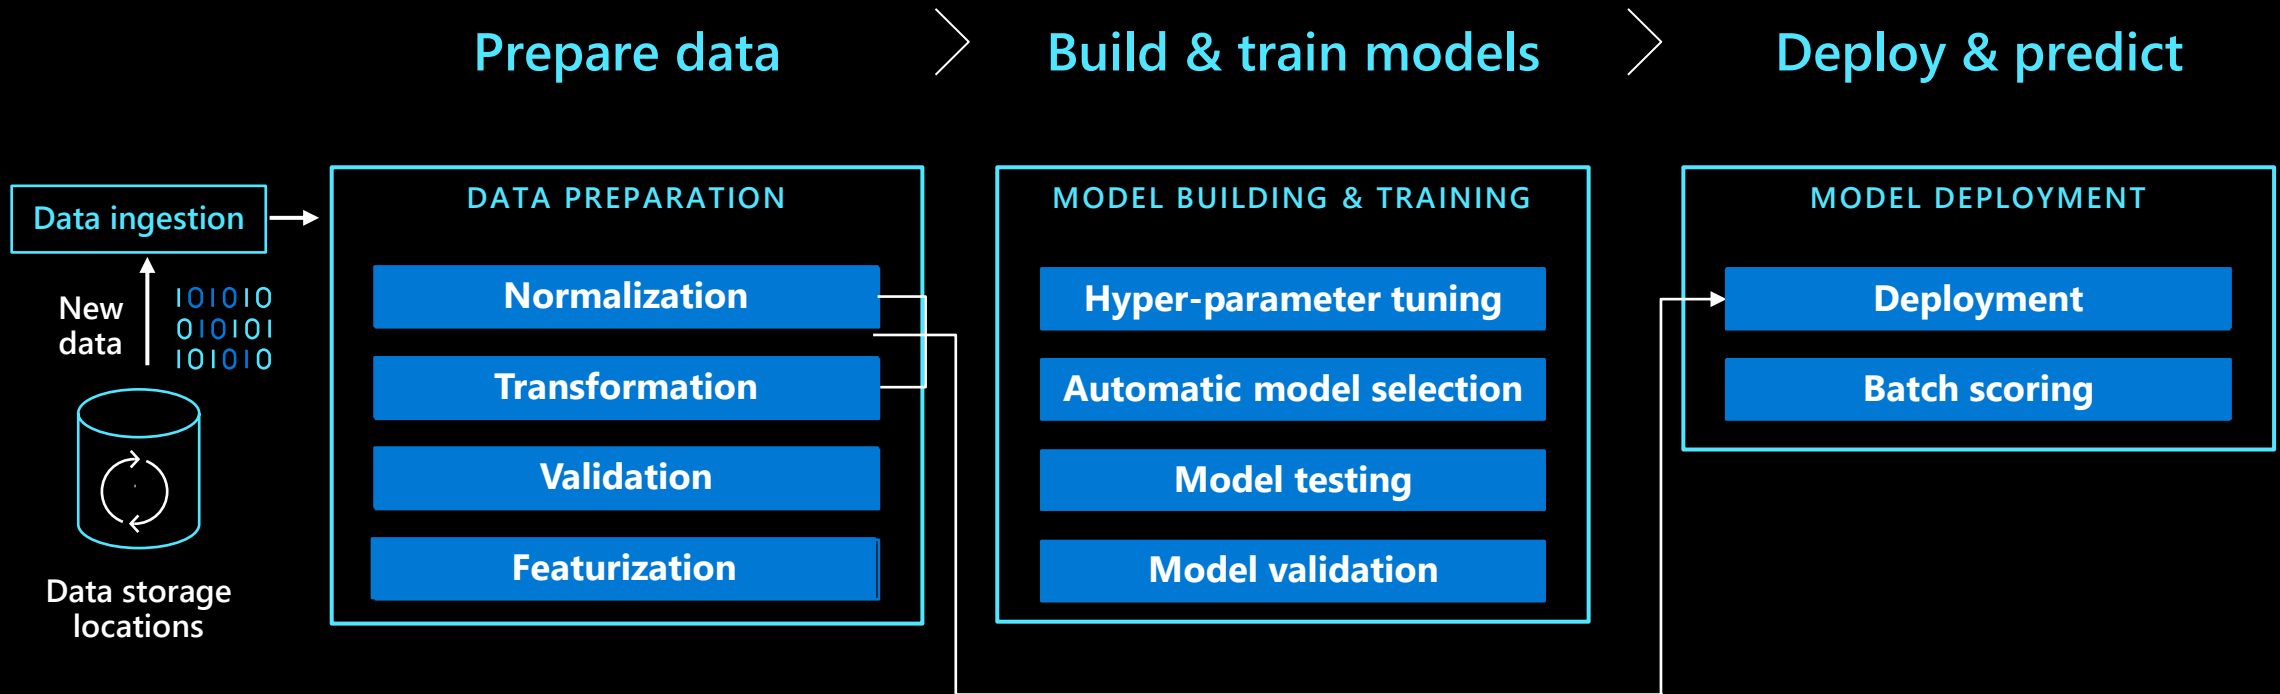 Prepare data
Build & train models
Deploy & predict
Data ingestion
New
data
101010
010101
101010
Data storage
locations
DATA PREPARATION
Normalization
Transformation
Validation
Featurization
MODEL BUILDING & TRAINING
Hyper-parameter tuning
Automatic model selection
Model testing
Model validation
MODEL DEPLOYMENT
Deployment
Batch scoring